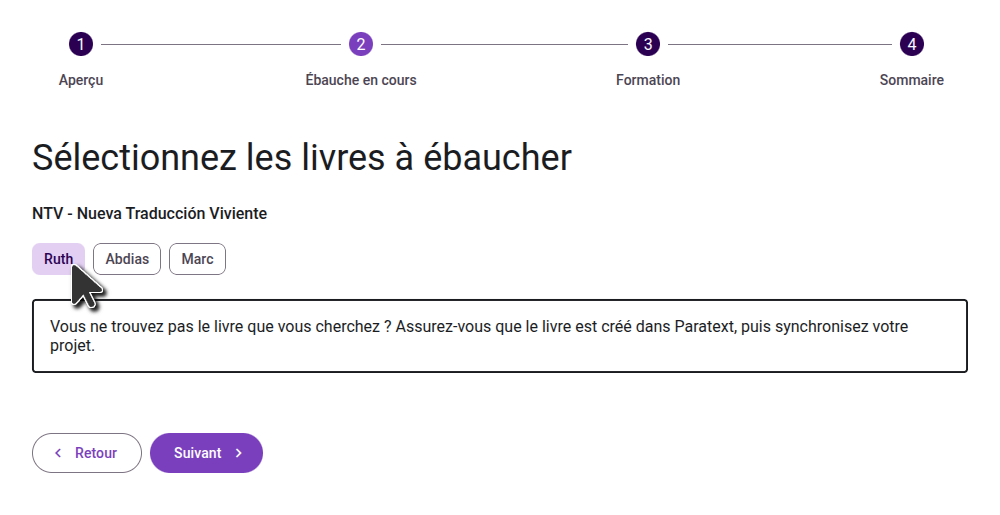 1 2 3 4
Aperçu Ébauche en cours Formation Sommaire
Sélectionnez les livres à ébaucher
NTV - Nueva Traducción Viviente
Ruth Abdias Marc
Vous ne trouvez pas le livre que vous cherchez ? Assurez-vous que le livre est créé dans Paratext, puis synchronisez votre
projet.
Retour Suivant